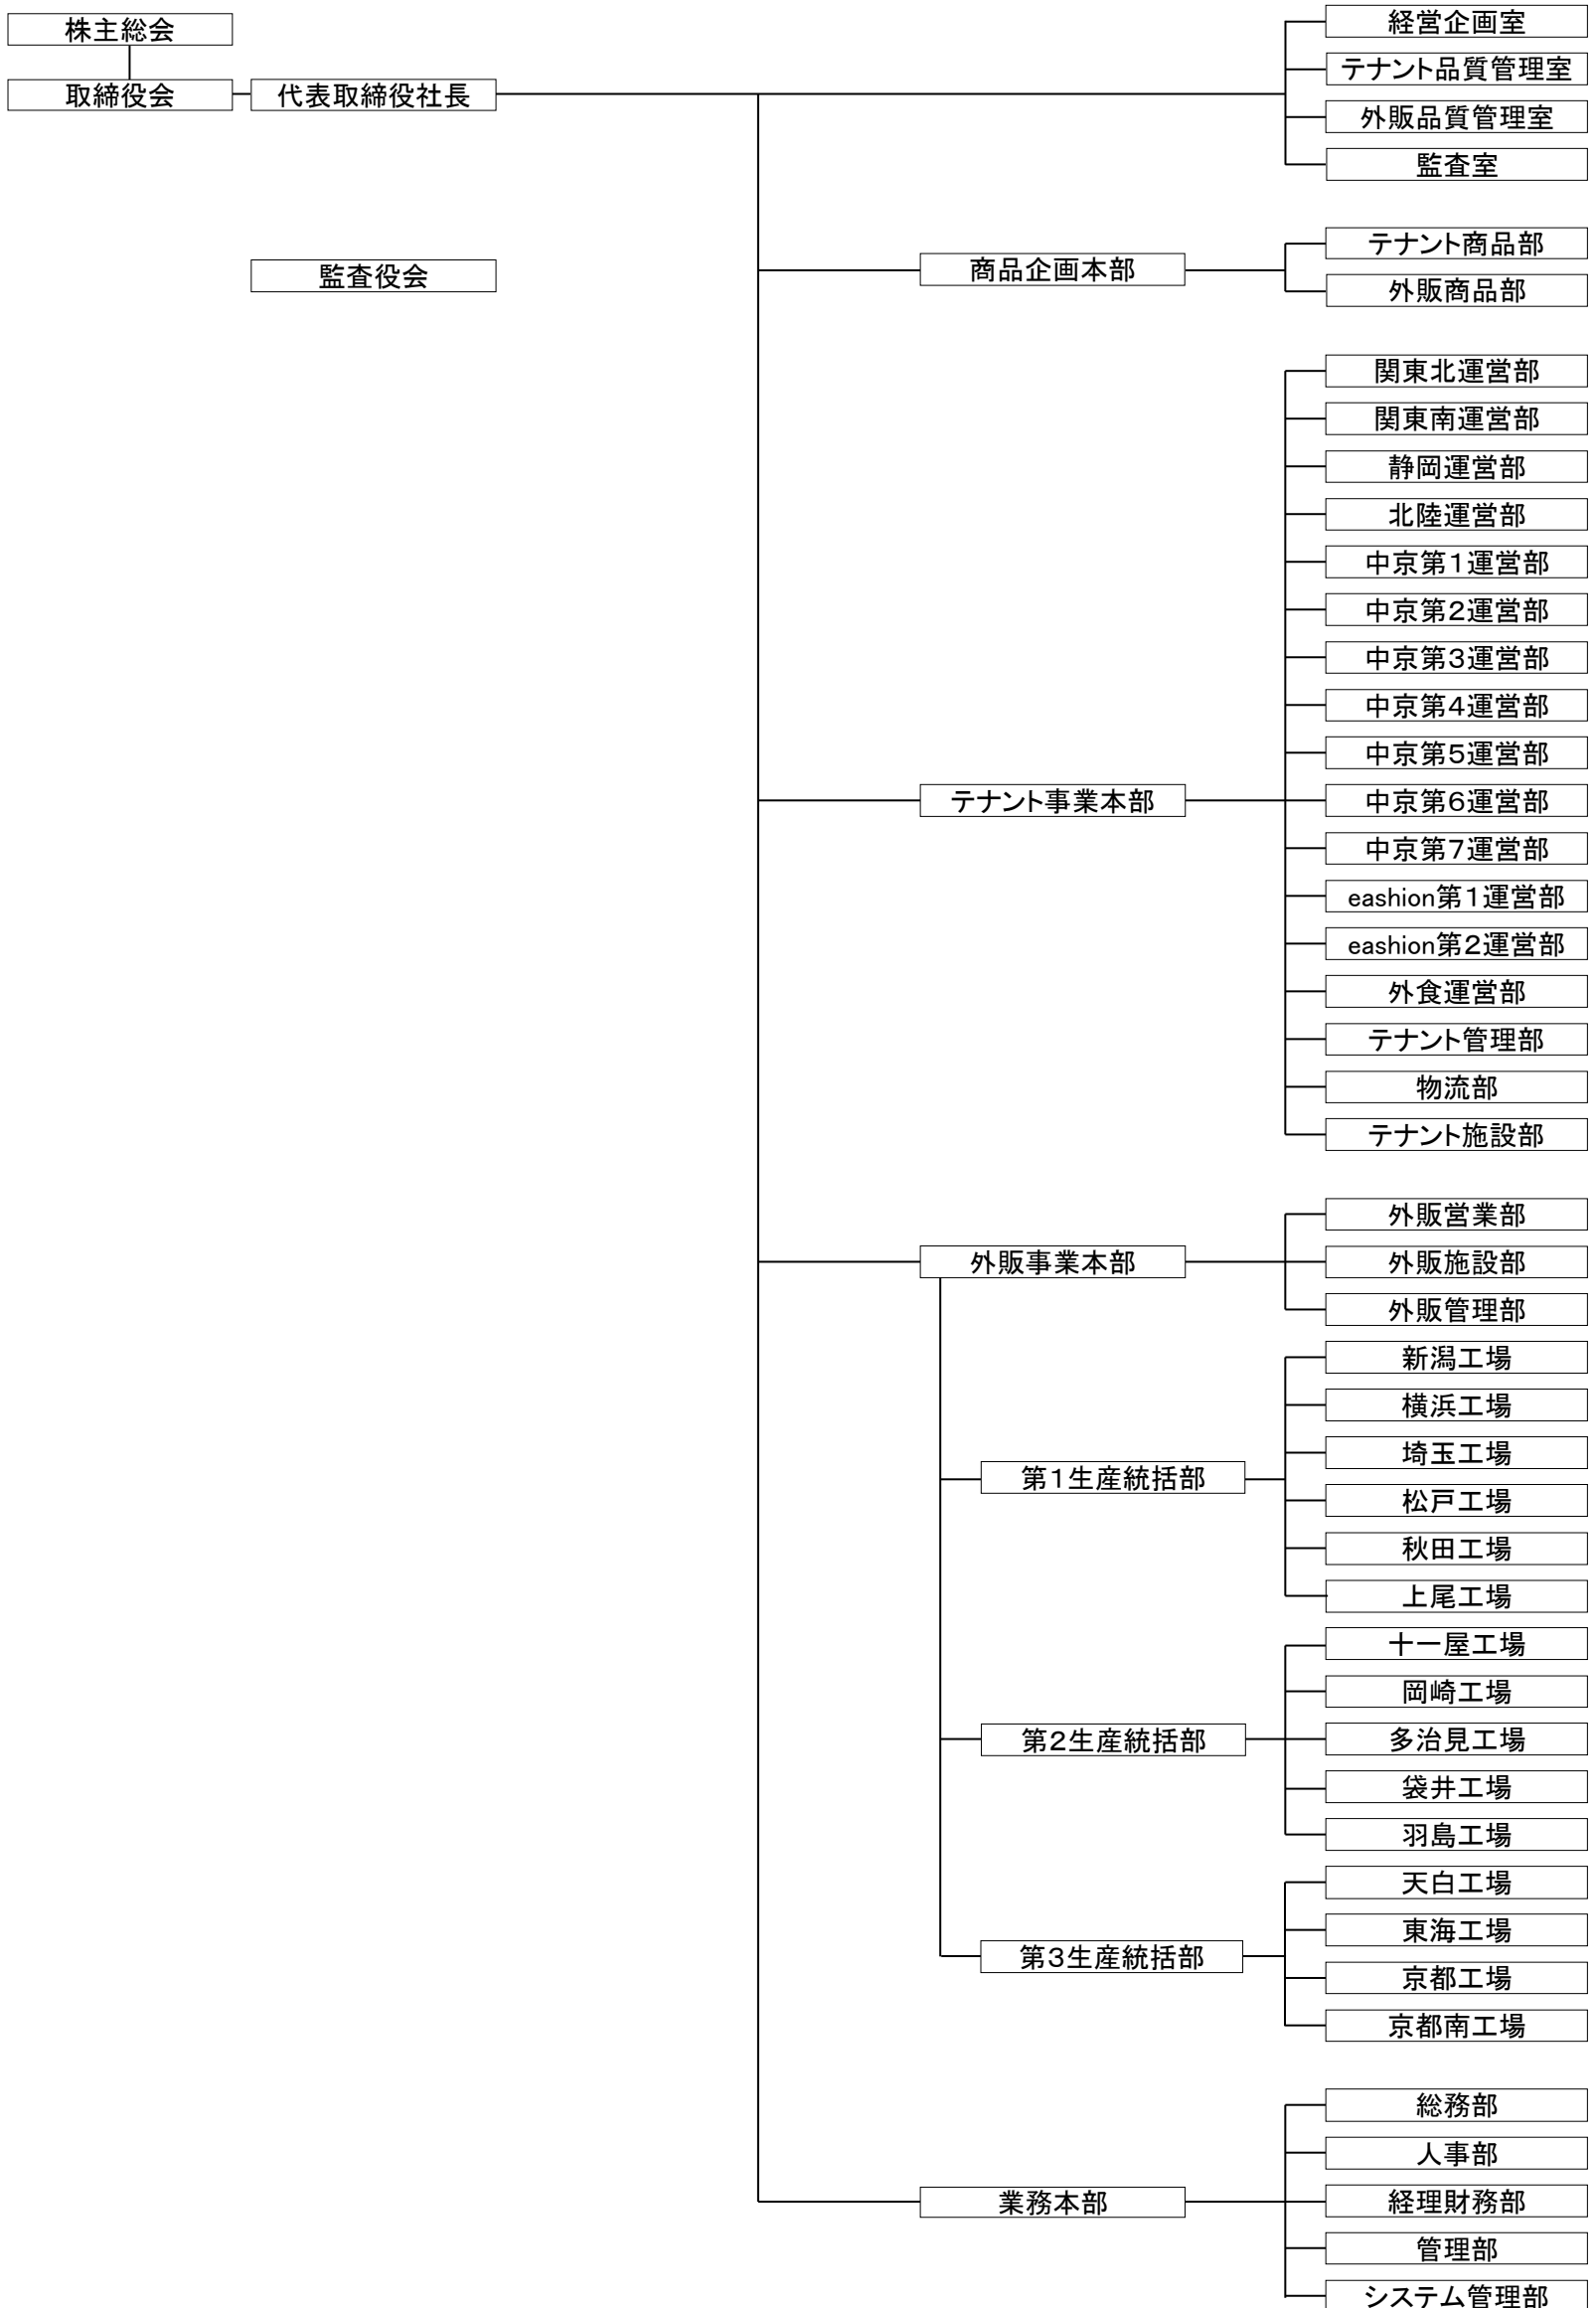 株主総会
取締役会
代表取締役社長
監査役会
経営企画室
テナント品質管理室
外販品質管理室
監査室
商品企画本部
テナント商品部
外販商品部
テナント事業本部
関東北運営部
関東南運営部
静岡運営部
北陸運営部
中京第1運営部
中京第2運営部
中京第3運営部
中京第4運営部
中京第5運営部
中京第6運営部
中京第7運営部
eashion第1運営部
eashion第2運営部
外食運営部
テナント管理部
物流部
テナント施設部
外販事業本部
外販営業部
外販施設部
外販管理部
第1生産統括部
新潟工場
横浜工場
埼玉工場
松戸工場
秋田工場
上尾工場
第2生産統括部
十一屋工場
岡崎工場
多治見工場
袋井工場
羽島工場
第3生産統括部
天白工場
東海工場
京都工場
京都南工場
業務本部
総務部
人事部
経理財務部
管理部
システム管理部